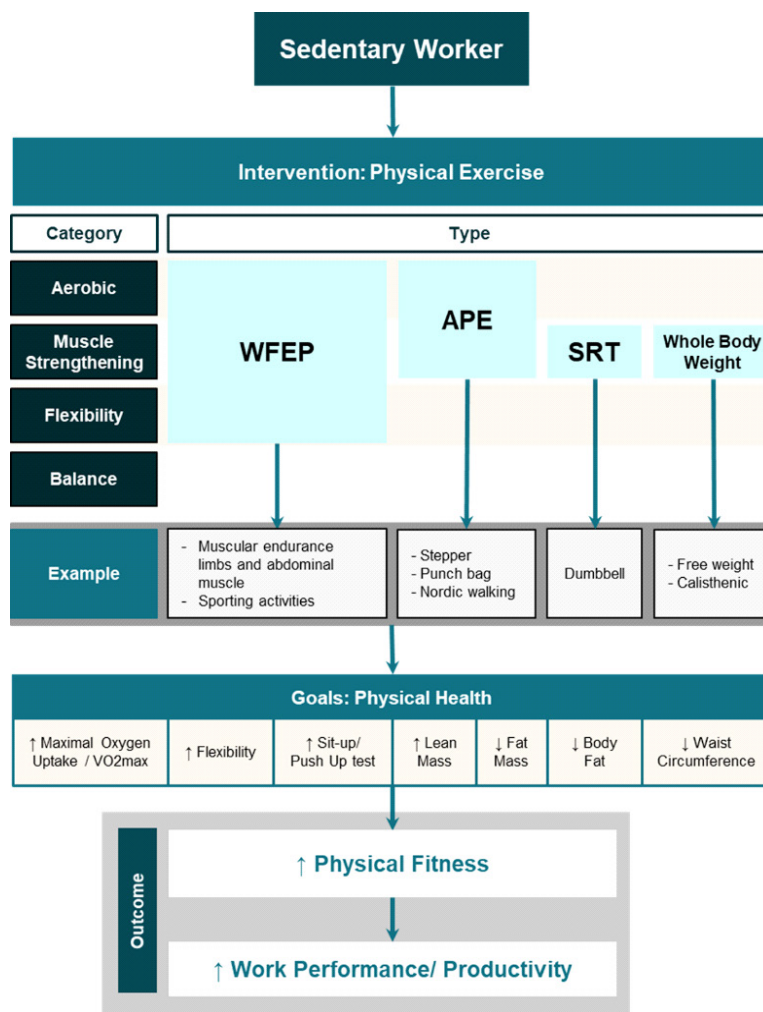 Sedentary Worker
Intervention: Physical Exercise
Category
Type
Aerobic
Muscle
Strengthening
Flexibility
Balance
WFEP
APE
SRT
Whole Body
Weight
Example
- Muscular endurance
limbs and abdominal
muscle
- Sporting activities
- Stepper
- Punch bag
- Nordic walking
Dumbbell
- Free weight
- Calisthenic
Goals: Physical Health
↑ Maximal Oxygen
Uptake / VO2max
↑ Flexibility
↑ Sit-up/
Push Up test
↑ Lean
Mass
↓ Fat
Mass
↓ Body
Fat
↓ Waist
Circumference
Outcome
↑ Physical Fitness
↑ Work Performance/ Productivity